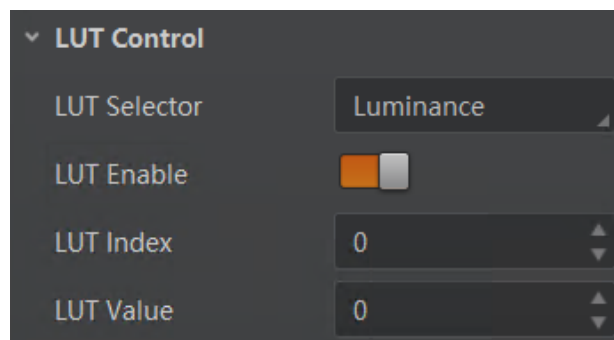 LUT Control
LUT Selector Luminance
LUT Enable
LUT Index 0
LUT Value 0